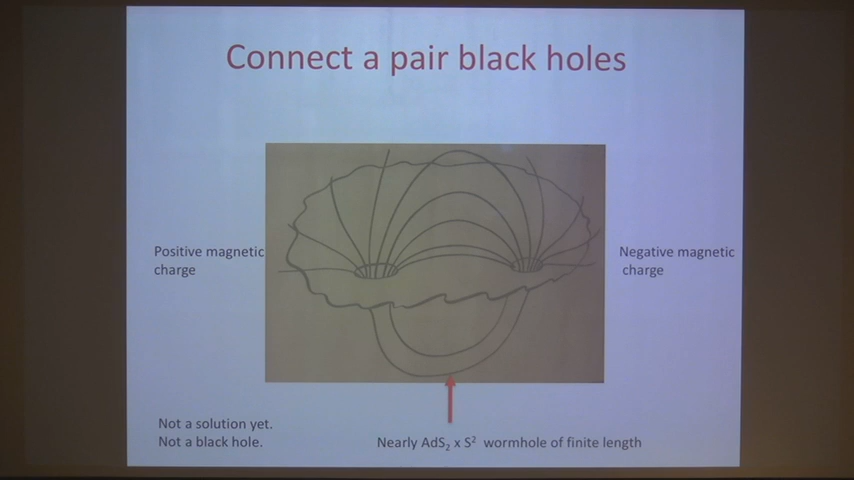 Connect a pair black holes
Positive magnetic
charge
Negative magnetic
charge
Not a solution yet.
Not a black hole.
Nearly AdS₂ x S² wormhole of finite length